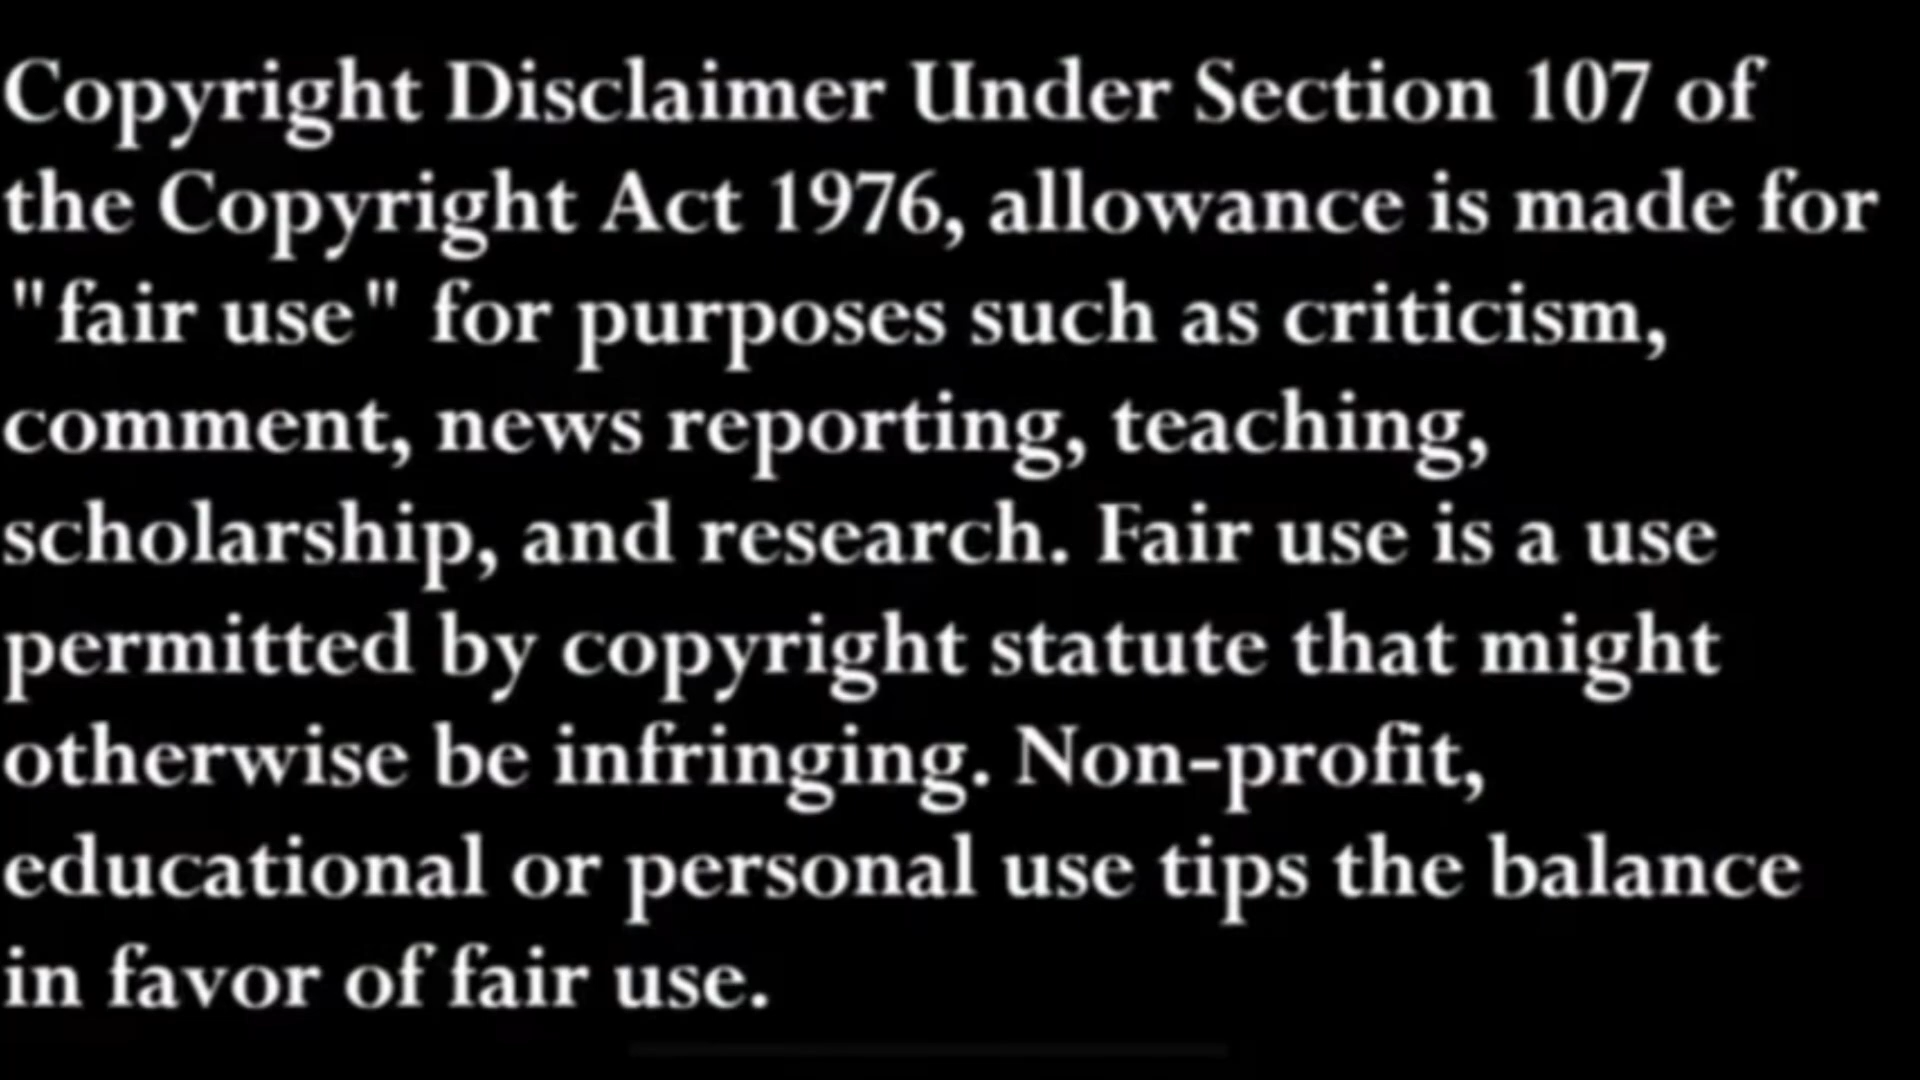 Copyright Disclaimer Under Section 107 of
the Copyright Act 1976, allowance is made for
"fair use" for purposes such as criticism,
comment, news reporting, teaching,
scholarship, and research. Fair use is a use
permitted by copyright statute that might
otherwise be infringing. Non-profit,
educational or personal use tips the balance
in favor of fair use.